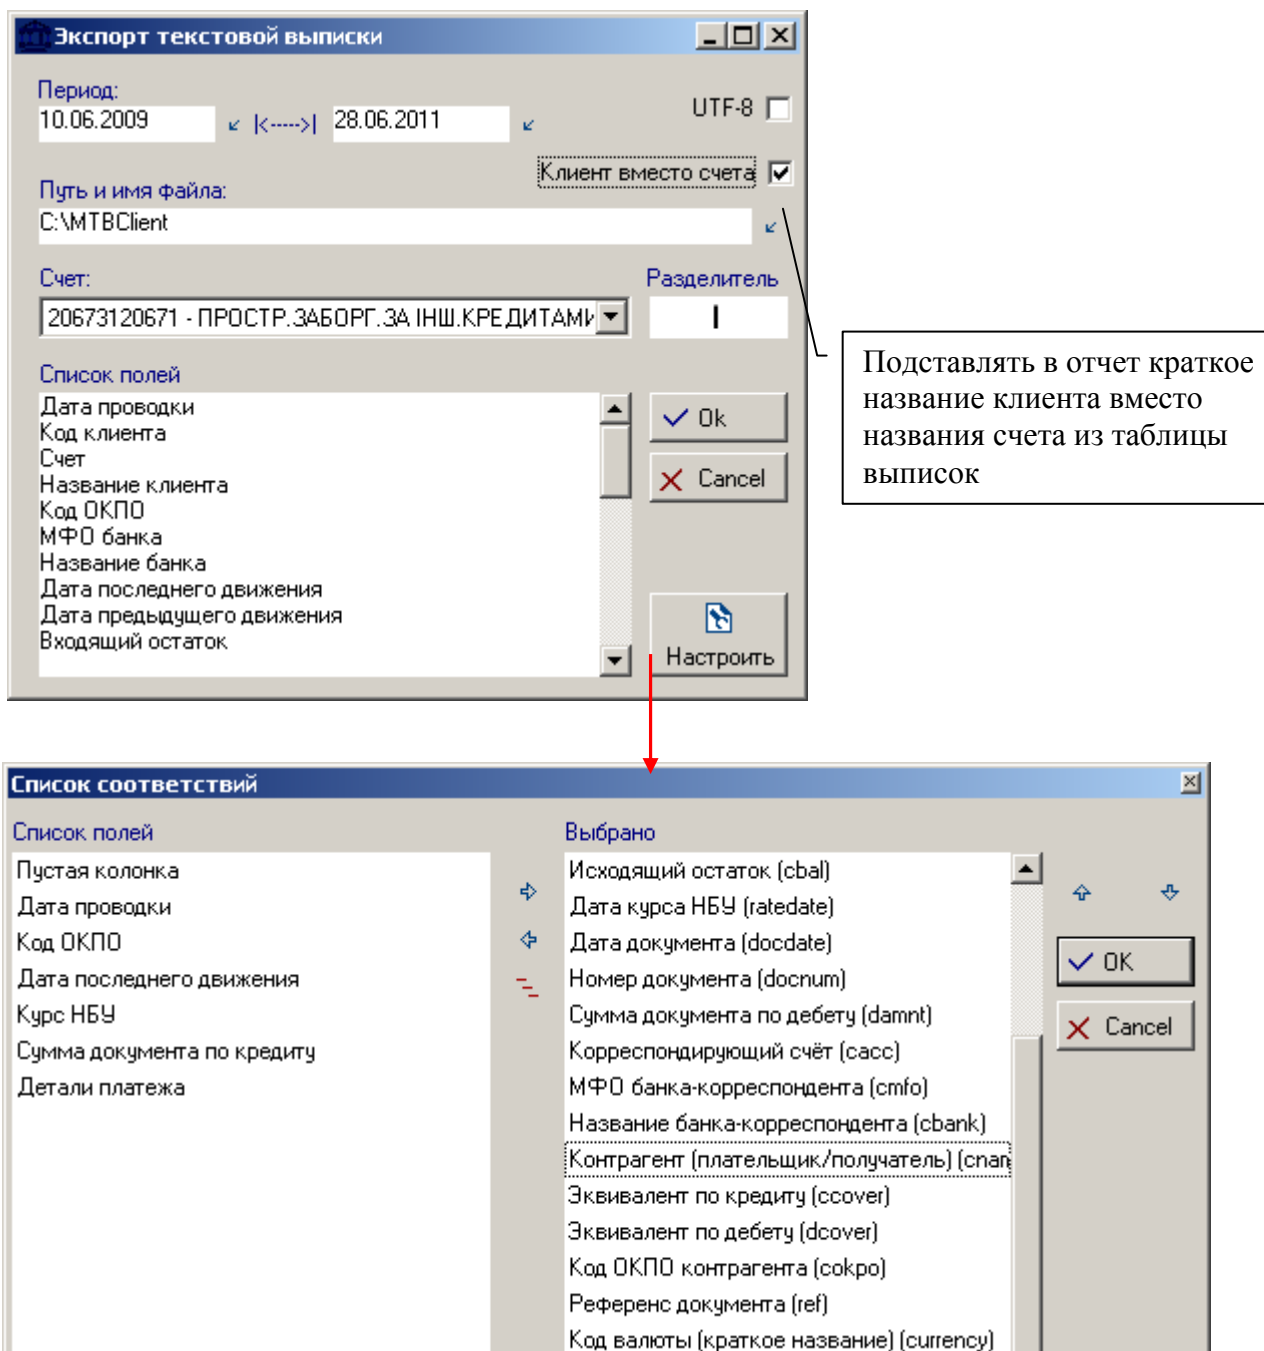 Экспорт текстовой выписки
Период:
10.06.2009 |<----->| 28.06.2011
UTF-8
Клиент вместо счета
Путь и имя файла:
C:\MTBClient
Счет:
Разделитель
20673120671 - ПРОСТР.ЗАБОРГ.ЗА ІНШ.КРЕДИТАМИ
|
Список полей
Дата проводки
Код клиента
Счет
Название клиента
Код ОКПО
МФО банка
Название банка
Дата последнего движения
Дата предыдущего движения
Входящий остаток
Ok
Cancel
Настроить
Подставлять в отчет краткое
название клиента вместо
названия счета из таблицы
выписок
Список соответствий
Список полей
Пустая колонка
Дата проводки
Код ОКПО
Дата последнего движения
Курс НБУ
Сумма документа по кредиту
Детали платежа
Выбрано
Исходящий остаток (cbal)
Дата курса НБУ (ratedate)
Дата документа (docdate)
Номер документа (docnum)
Сумма документа по дебету (damnt)
Корреспондирующий счёт (cacc)
МФО банка-корреспондента (cmfo)
Название банка-корреспондента (cbank)
Контрагент (плательщик/получатель) (cnam
Эквивалент по кредиту (ccover)
Эквивалент по дебету (dcover)
Код ОКПО контрагента (cokpo)
Референс документа (ref)
Код валюты (краткое название) (currency)
OK
Cancel